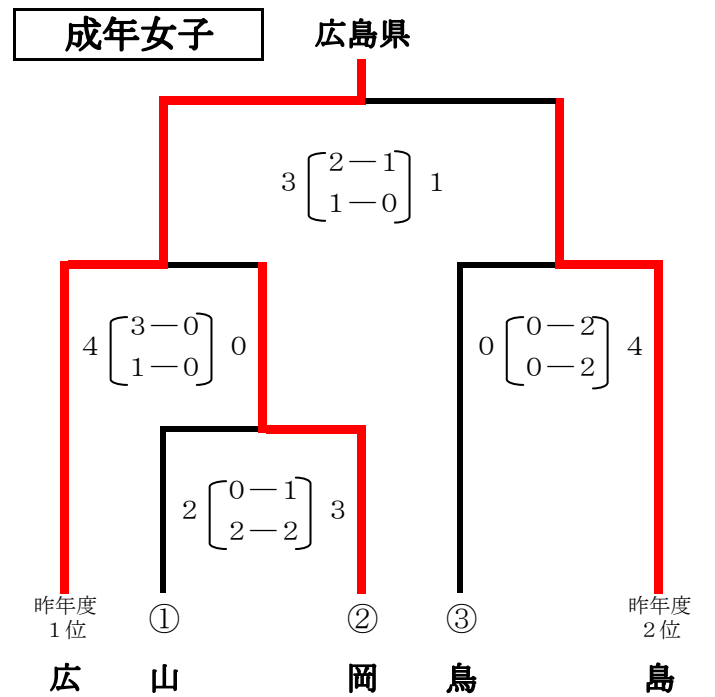 成年女子
広島県
3 2－1 1
1－0
4 3－0 0
1－0
0 0－2 4
0－2
2 0－1 3
2－2
昨年度 ① ② ③ 昨年度
１位 ２位
広 山 岡 鳥 島